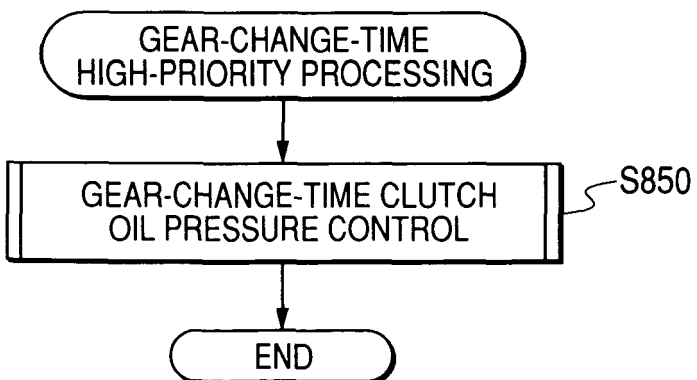 GEAR-CHANGE-TIME
HIGH-PRIORITY PROCESSING
GEAR-CHANGE-TIME CLUTCH
OIL PRESSURE CONTROL
S850
END